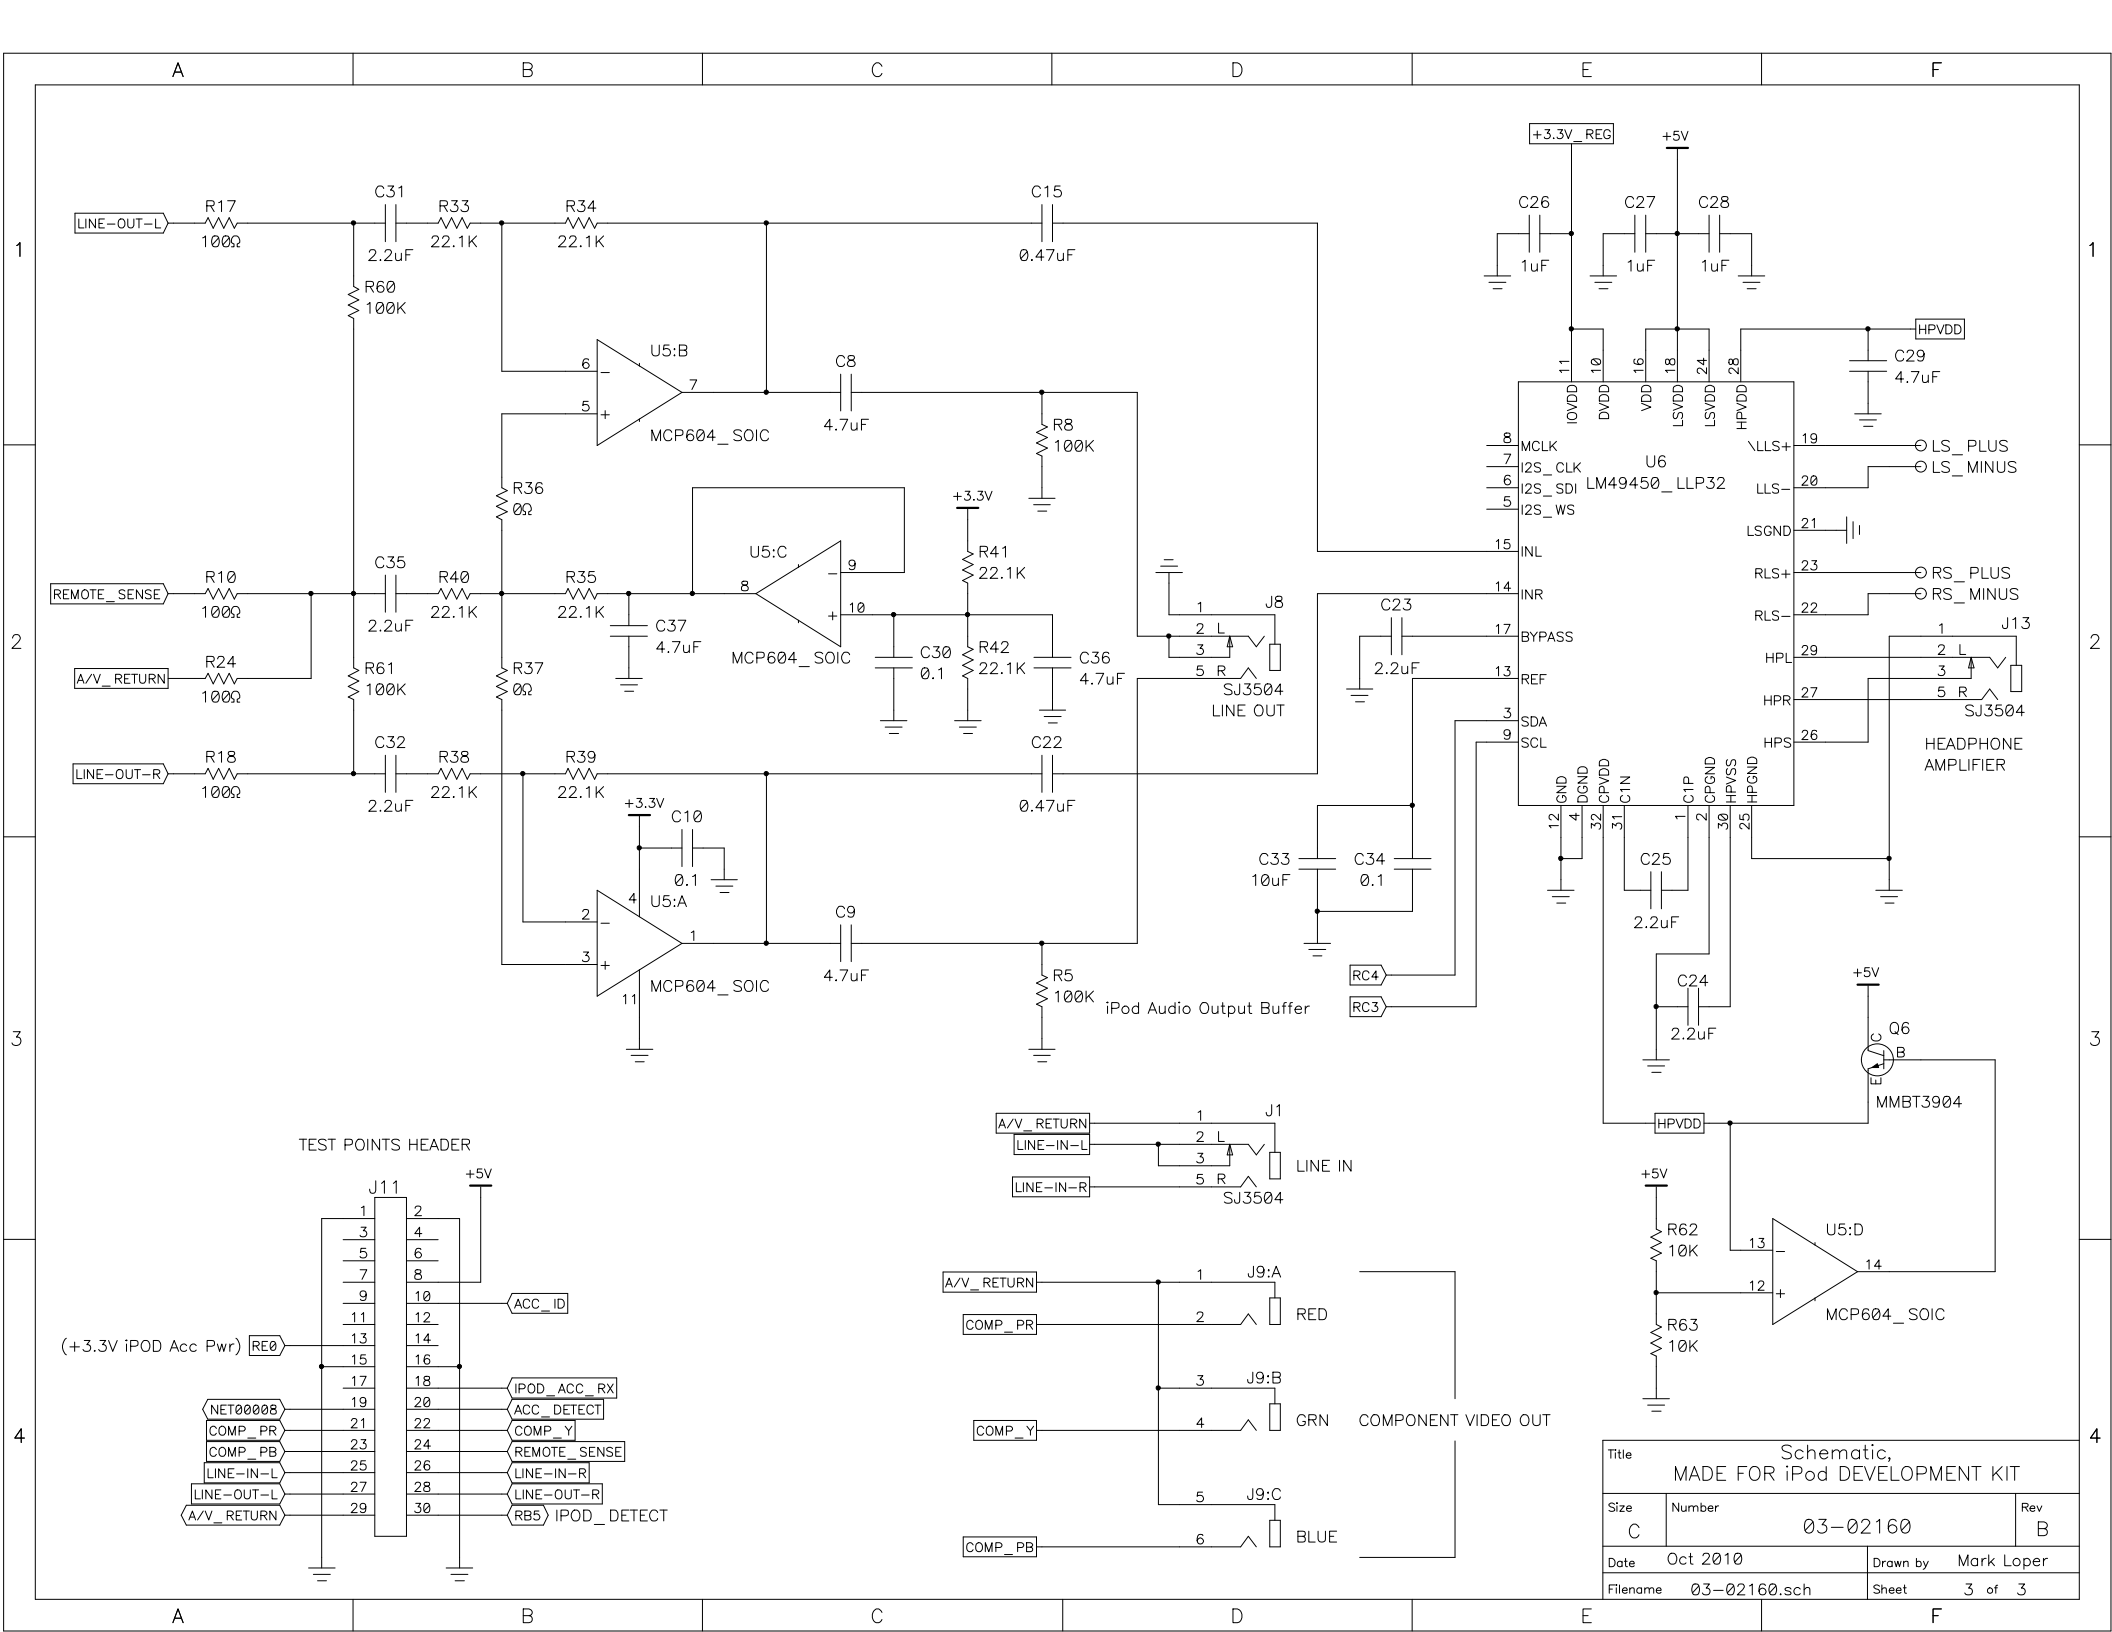 A B C D E F
1 1
2 2
3 3
4 4
+3.3V_REG
+5V
LINE-OUT-L
R17
100Ω
C31
2.2uF
R33
22.1K
R34
22.1K
C15
0.47uF
C26
1uF
C27
1uF
C28
1uF
R60
100K
U5:B
6
5
7
MCP604_SOIC
C8
4.7uF
R8
100K
HPVDD
C29
4.7uF
11 10 16 18 24 28
IOVDD DVDD VDD LSVDD LSVDD HPVDD
8 MCLK
7 I2S_CLK
6 I2S_SDI
5 I2S_WS
15 INL
14 INR
17 BYPASS
13 REF
3 SDA
9 SCL
U6
LM49450_LLP32
\LLS+ 19 LS_PLUS
LLS- 20 LS_MINUS
LSGND 21
RLS+ 23 RS_PLUS
RLS- 22 RS_MINUS
HPL 29
HPR 27
HPS 26
GND DGND CPVDD C1N C1P CPGND HPVSS HPGND
12 4 32 31 1 2 30 25
J13
1
2 L
3
5 R
SJ3504
HEADPHONE
AMPLIFIER
R36
0Ω
+3.3V
U5:C
8
9
10
MCP604_SOIC
R41
22.1K
R42
22.1K
C30
0.1
C36
4.7uF
REMOTE_SENSE
R10
100Ω
C35
2.2uF
R40
22.1K
R35
22.1K
C37
4.7uF
A/V_RETURN
R24
100Ω
R61
100K
R37
0Ω
J8
1
2 L
3
5 R
SJ3504
LINE OUT
C23
2.2uF
LINE-OUT-R
R18
100Ω
C32
2.2uF
R38
22.1K
R39
22.1K
C22
0.47uF
+3.3V
C10
0.1
U5:A
4
2
3
1
11
MCP604_SOIC
C9
4.7uF
R5
100K
C33
10uF
C34
0.1
C25
2.2uF
C24
2.2uF
RC4
RC3
iPod Audio Output Buffer
+5V
Q6
C
B
E
MMBT3904
HPVDD
+5V
R62
10K
R63
10K
U5:D
13
12
14
MCP604_SOIC
J1
A/V_RETURN 1
LINE-IN-L 2 L
3
LINE-IN-R 5 R
SJ3504
LINE IN
A/V_RETURN 1 J9:A
COMP_PR 2
RED
3 J9:B
COMP_Y 4
GRN
5 J9:C
COMP_PB 6
BLUE
COMPONENT VIDEO OUT
TEST POINTS HEADER
+5V
J11
1 2
3 4
5 6
7 8
9 10 ACC_ID
11 12
(+3.3V iPOD Acc Pwr) RE0 13 14
15 16
17 18 IPOD_ACC_RX
NET00008 19 20 ACC_DETECT
COMP_PR 21 22 COMP_Y
COMP_PB 23 24 REMOTE_SENSE
LINE-IN-L 25 26 LINE-IN-R
LINE-OUT-L 27 28 LINE-OUT-R
A/V_RETURN 29 30 RB5 IPOD_DETECT
Title Schematic,
MADE FOR iPod DEVELOPMENT KIT
Size C Number 03-02160 Rev B
Date Oct 2010 Drawn by Mark Loper
Filename 03-02160.sch Sheet 3 of 3
A B C D E F